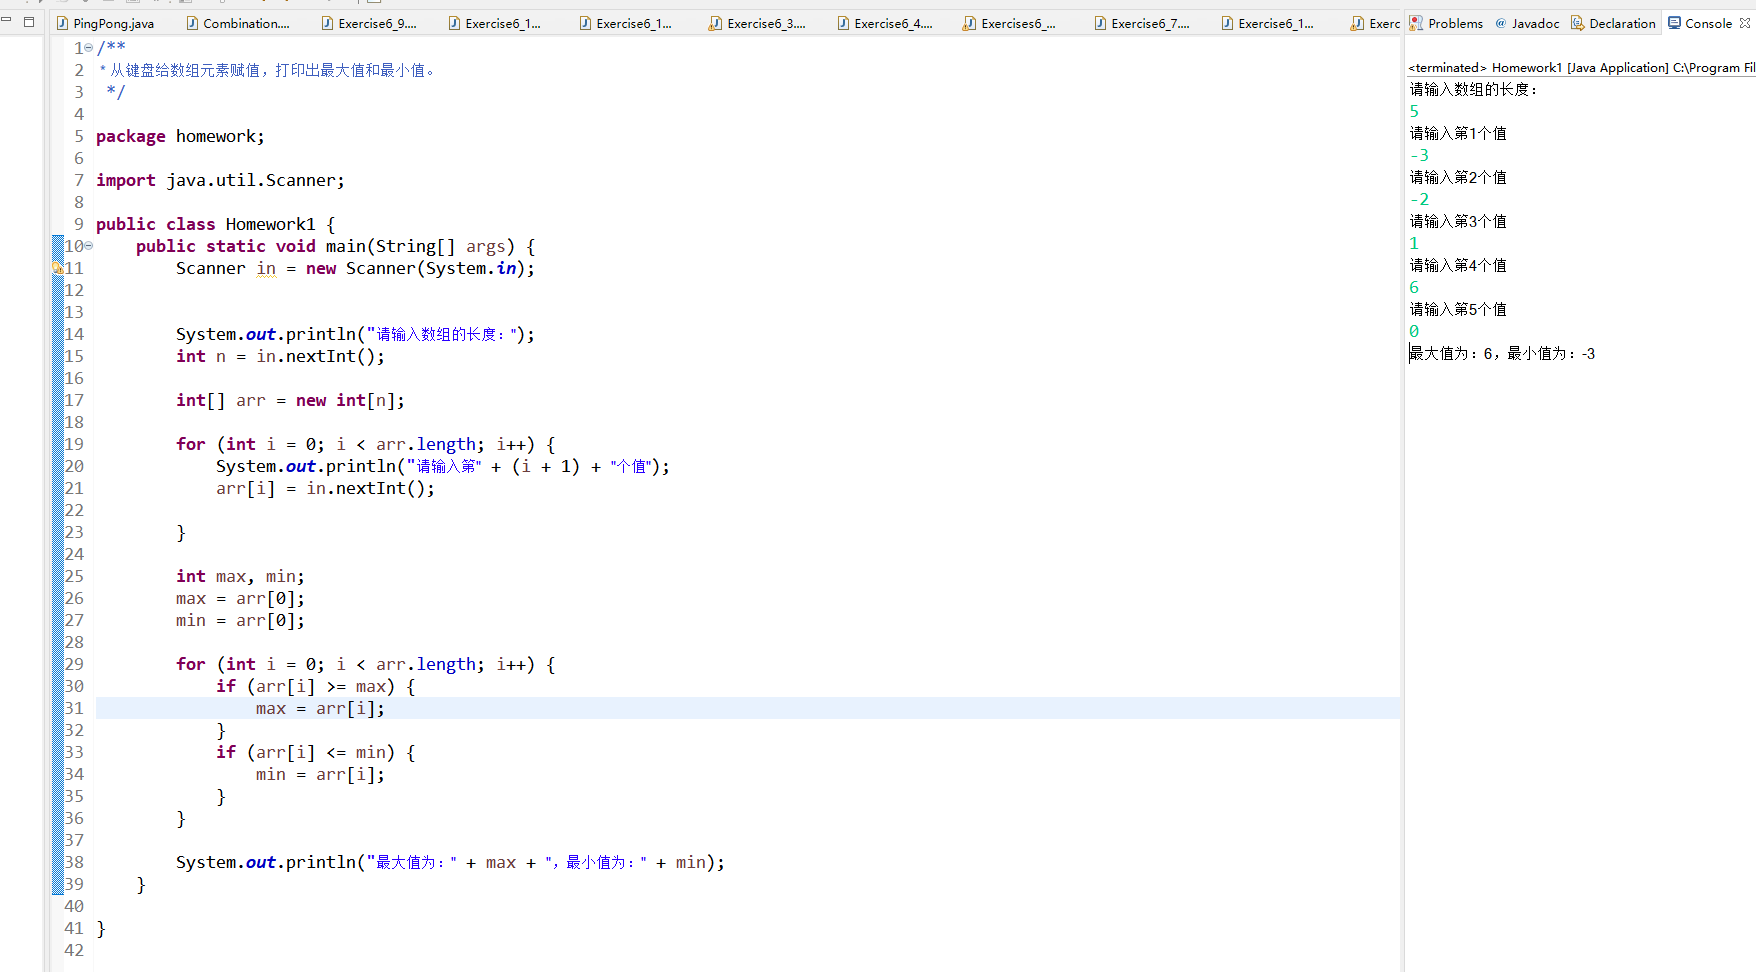 PingPong.java Combination.... Exercise6_9.... Exercise6_1... Exercise6_1... Exercise6_3.... Exercise6_4.... Exercises6_... Exercise6_7.... Exercise6_1... Exerc
1 /**
2 * 从键盘给数组元素赋值，打印出最大值和最小值。
3 */
4
5 package homework;
6
7 import java.util.Scanner;
8
9 public class Homework1 {
10 public static void main(String[] args) {
11 Scanner in = new Scanner(System.in);
12
13
14 System.out.println("请输入数组的长度：");
15 int n = in.nextInt();
16
17 int[] arr = new int[n];
18
19 for (int i = 0; i < arr.length; i++) {
20 System.out.println("请输入第" + (i + 1) + "个值");
21 arr[i] = in.nextInt();
22
23 }
24
25 int max, min;
26 max = arr[0];
27 min = arr[0];
28
29 for (int i = 0; i < arr.length; i++) {
30 if (arr[i] >= max) {
31 max = arr[i];
32 }
33 if (arr[i] <= min) {
34 min = arr[i];
35 }
36 }
37
38 System.out.println("最大值为：" + max + "，最小值为：" + min);
39 }
40
41 }
42
Problems @ Javadoc Declaration Console
<terminated> Homework1 [Java Application] C:\Program Fil
请输入数组的长度：
5
请输入第1个值
-3
请输入第2个值
-2
请输入第3个值
1
请输入第4个值
6
请输入第5个值
0
最大值为：6，最小值为：-3